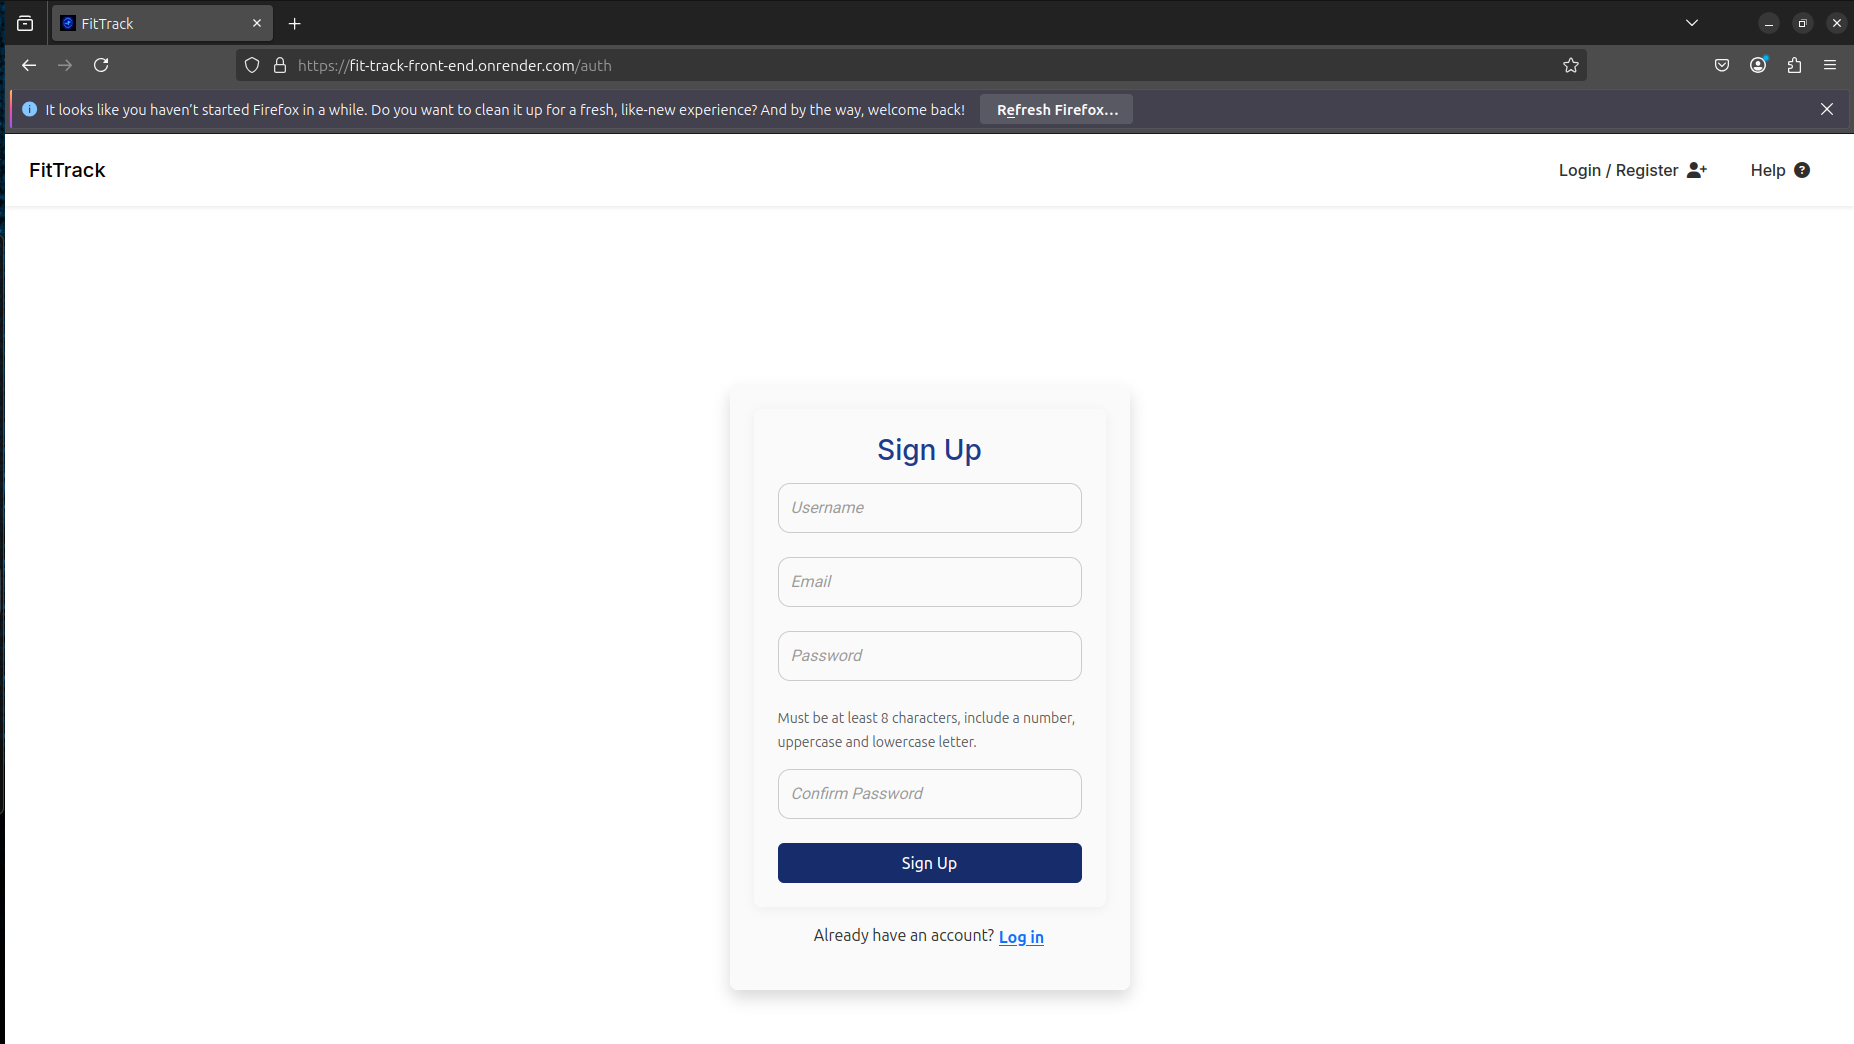 FitTrack
https://fit-track-front-end.onrender.com/auth
It looks like you haven't started Firefox in a while. Do you want to clean it up for a fresh, like-new experience? And by the way, welcome back! Refresh Firefox...
FitTrack Login / Register Help
Sign Up
Username
Email
Password
Must be at least 8 characters, include a number,
uppercase and lowercase letter.
Confirm Password
Sign Up
Already have an account? Log in